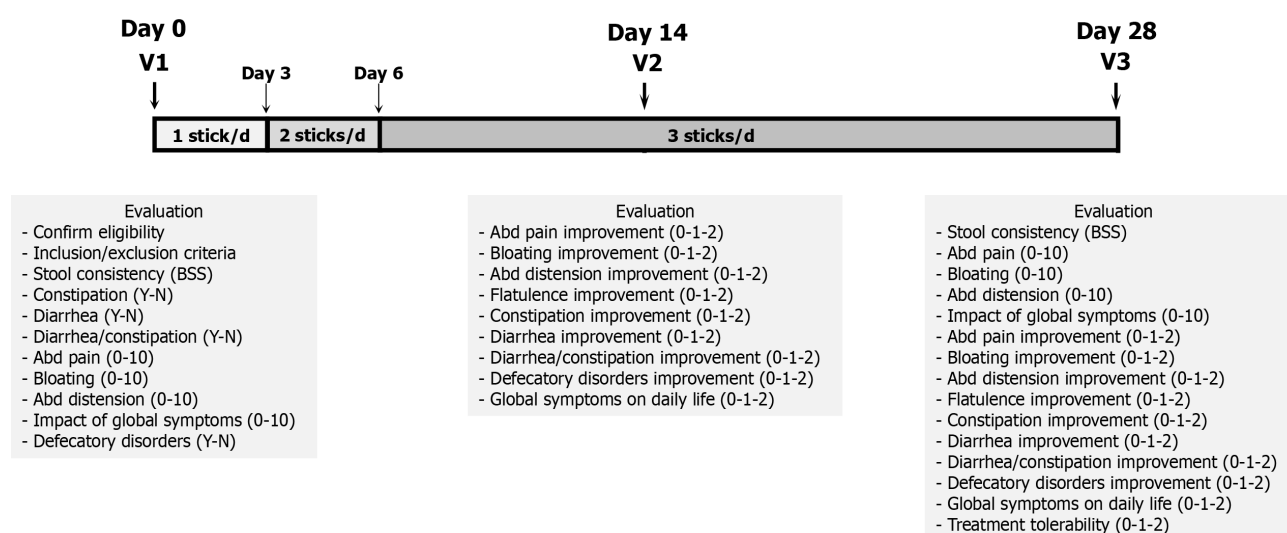 Day 0
V1
Day 3
Day 6
Day 14
V2
Day 28
V3
1 stick/d
2 sticks/d
3 sticks/d
Evaluation
- Confirm eligibility
- Inclusion/exclusion criteria
- Stool consistency (BSS)
- Constipation (Y-N)
- Diarrhea (Y-N)
- Diarrhea/constipation (Y-N)
- Abd pain (0-10)
- Bloating (0-10)
- Abd distension (0-10)
- Impact of global symptoms (0-10)
- Defecatory disorders (Y-N)
Evaluation
- Abd pain improvement (0-1-2)
- Bloating improvement (0-1-2)
- Abd distension improvement (0-1-2)
- Flatulence improvement (0-1-2)
- Constipation improvement (0-1-2)
- Diarrhea improvement (0-1-2)
- Diarrhea/constipation improvement (0-1-2)
- Defecatory disorders improvement (0-1-2)
- Global symptoms on daily life (0-1-2)
Evaluation
- Stool consistency (BSS)
- Abd pain (0-10)
- Bloating (0-10)
- Abd distension (0-10)
- Impact of global symptoms (0-10)
- Abd pain improvement (0-1-2)
- Bloating improvement (0-1-2)
- Abd distension improvement (0-1-2)
- Flatulence improvement (0-1-2)
- Constipation improvement (0-1-2)
- Diarrhea improvement (0-1-2)
- Diarrhea/constipation improvement (0-1-2)
- Defecatory disorders improvement (0-1-2)
- Global symptoms on daily life (0-1-2)
- Treatment tolerability (0-1-2)